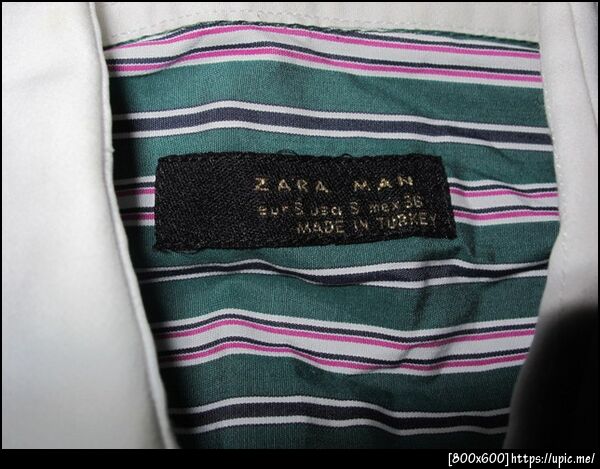 ZARA MAN
Eur S USA S mex 36
MADE IN TURKEY
[800x600]https://upic.me/